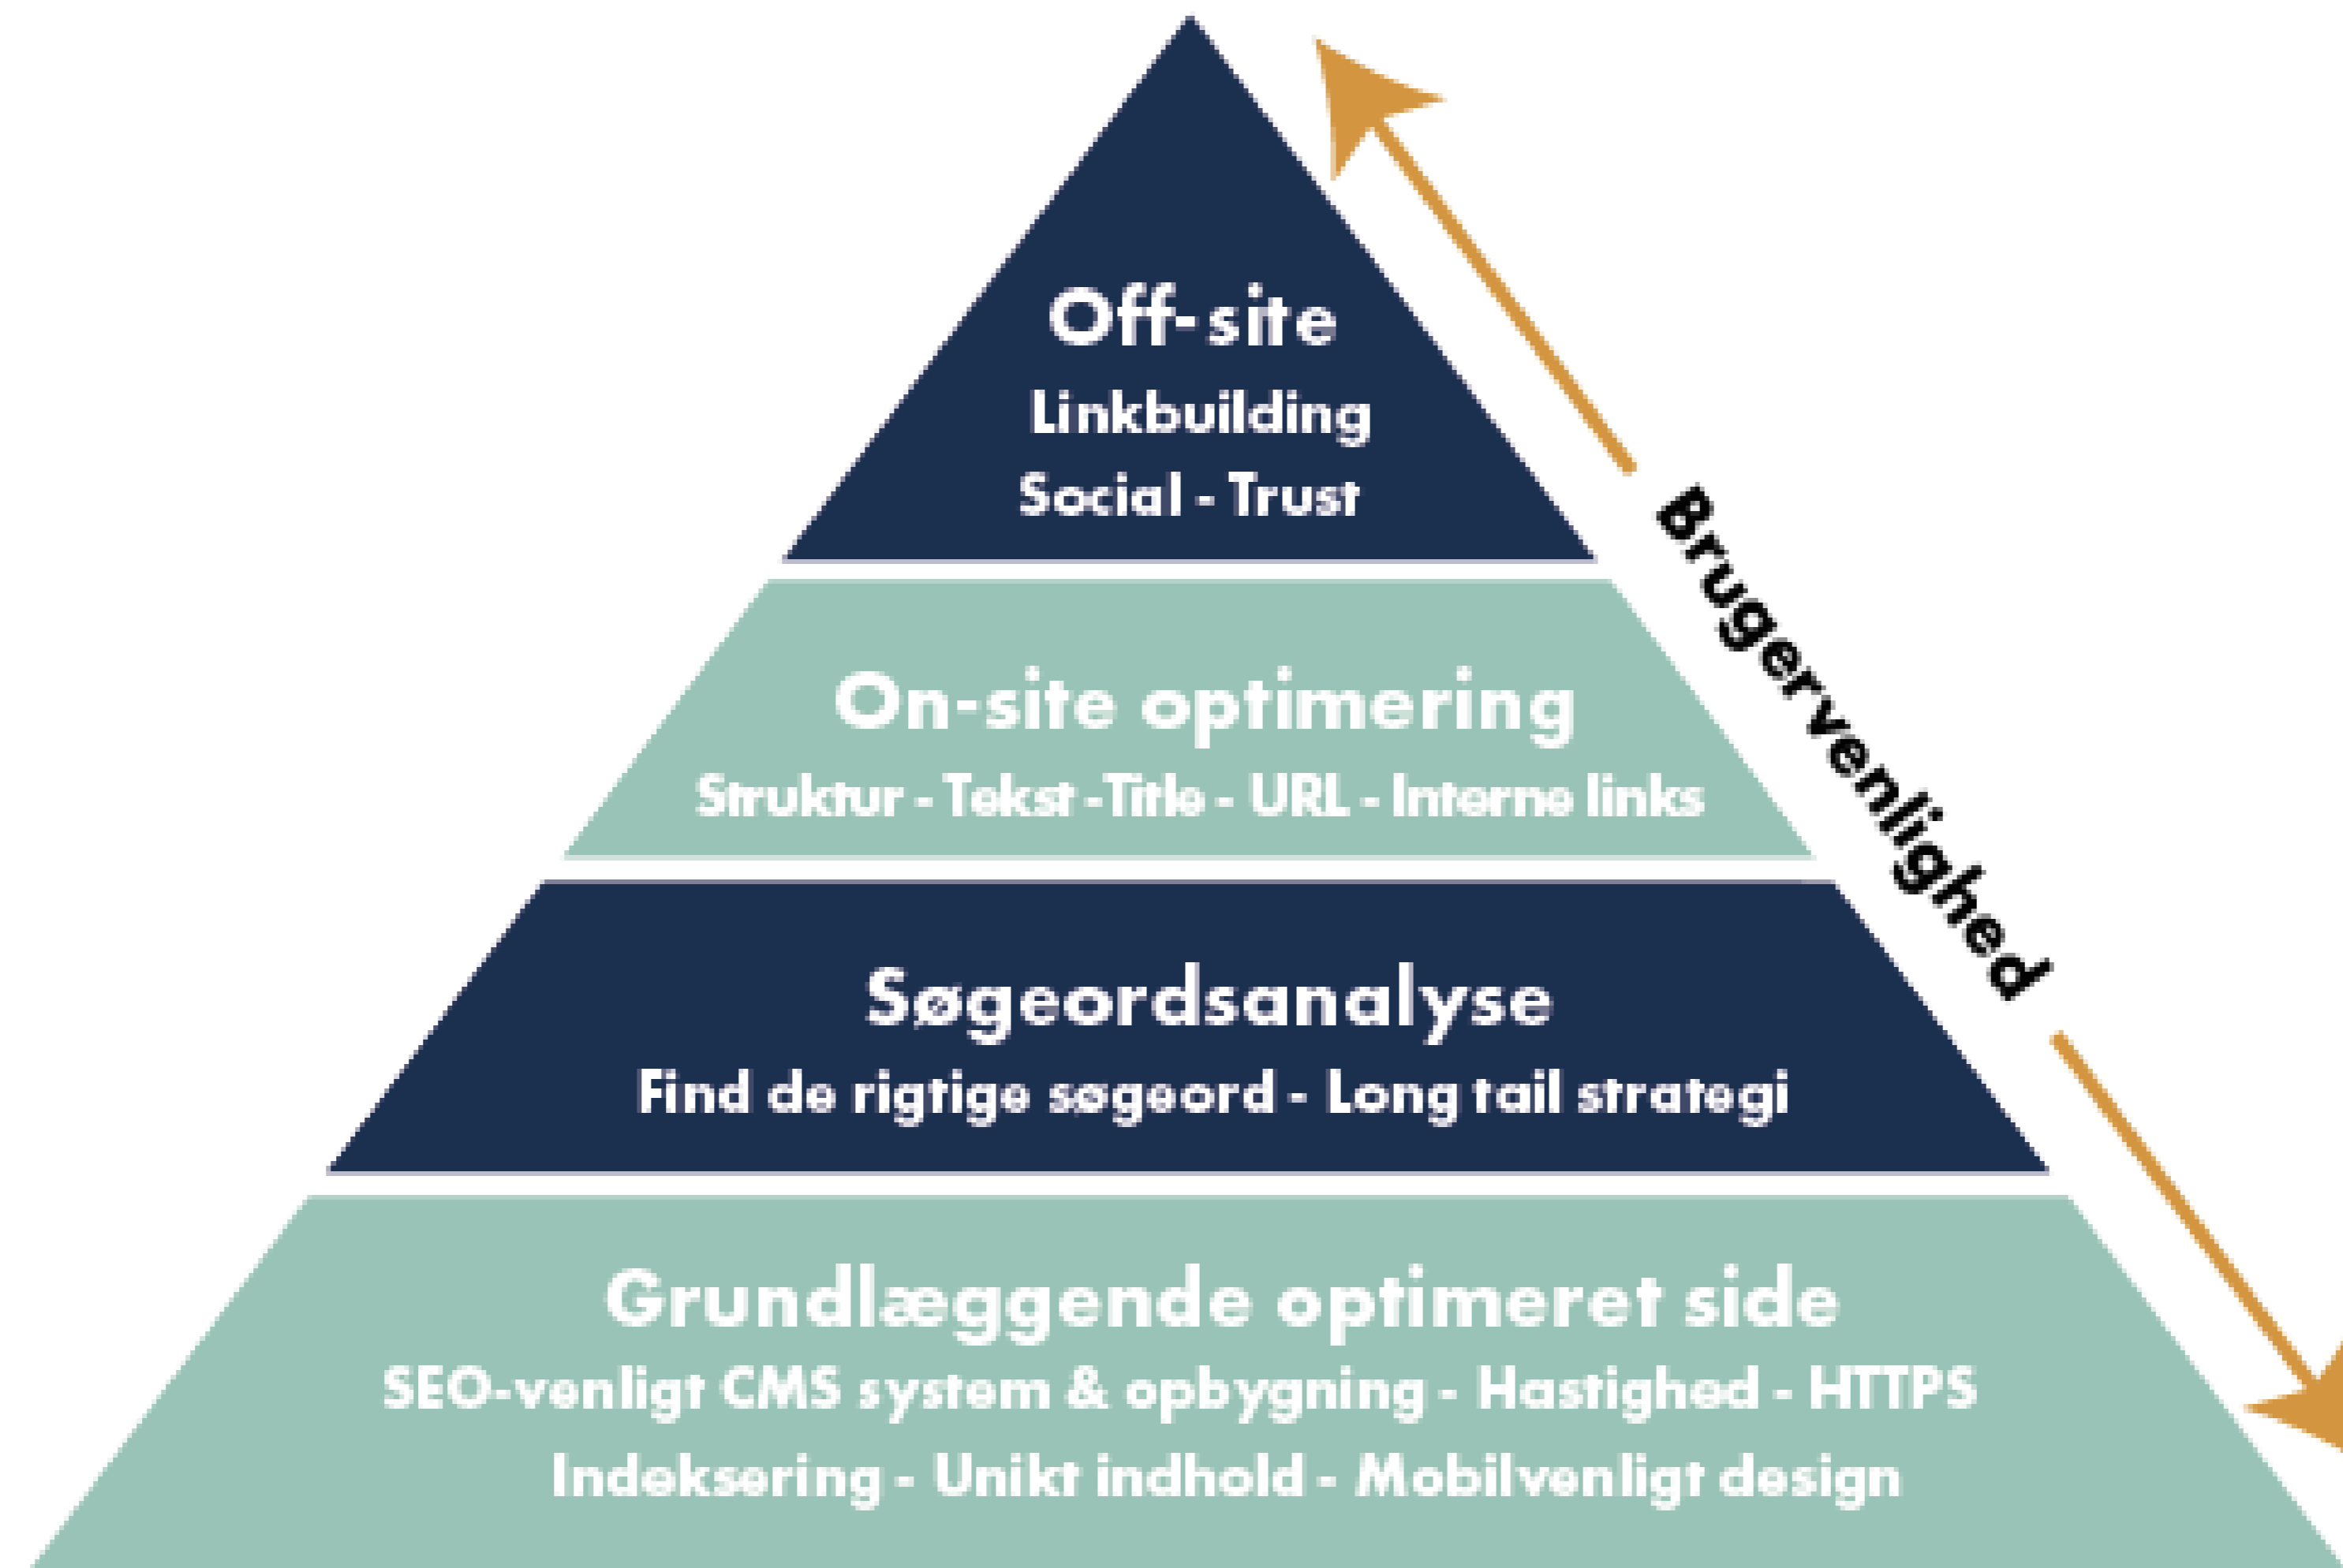 Off-site
Linkbuilding
Social - Trust
On-site optimering
Struktur - Tekst -Title - URL - Interne links
Søgeordsanalyse
Find de rigtige søgeord - Long tail strategi
Grundlæggende optimeret side
SEO-venligt CMS system & opbygning - Hastighed - HTTPS
Indeksering - Unikt indhold - Mobilvenligt design
Brugervemlighed